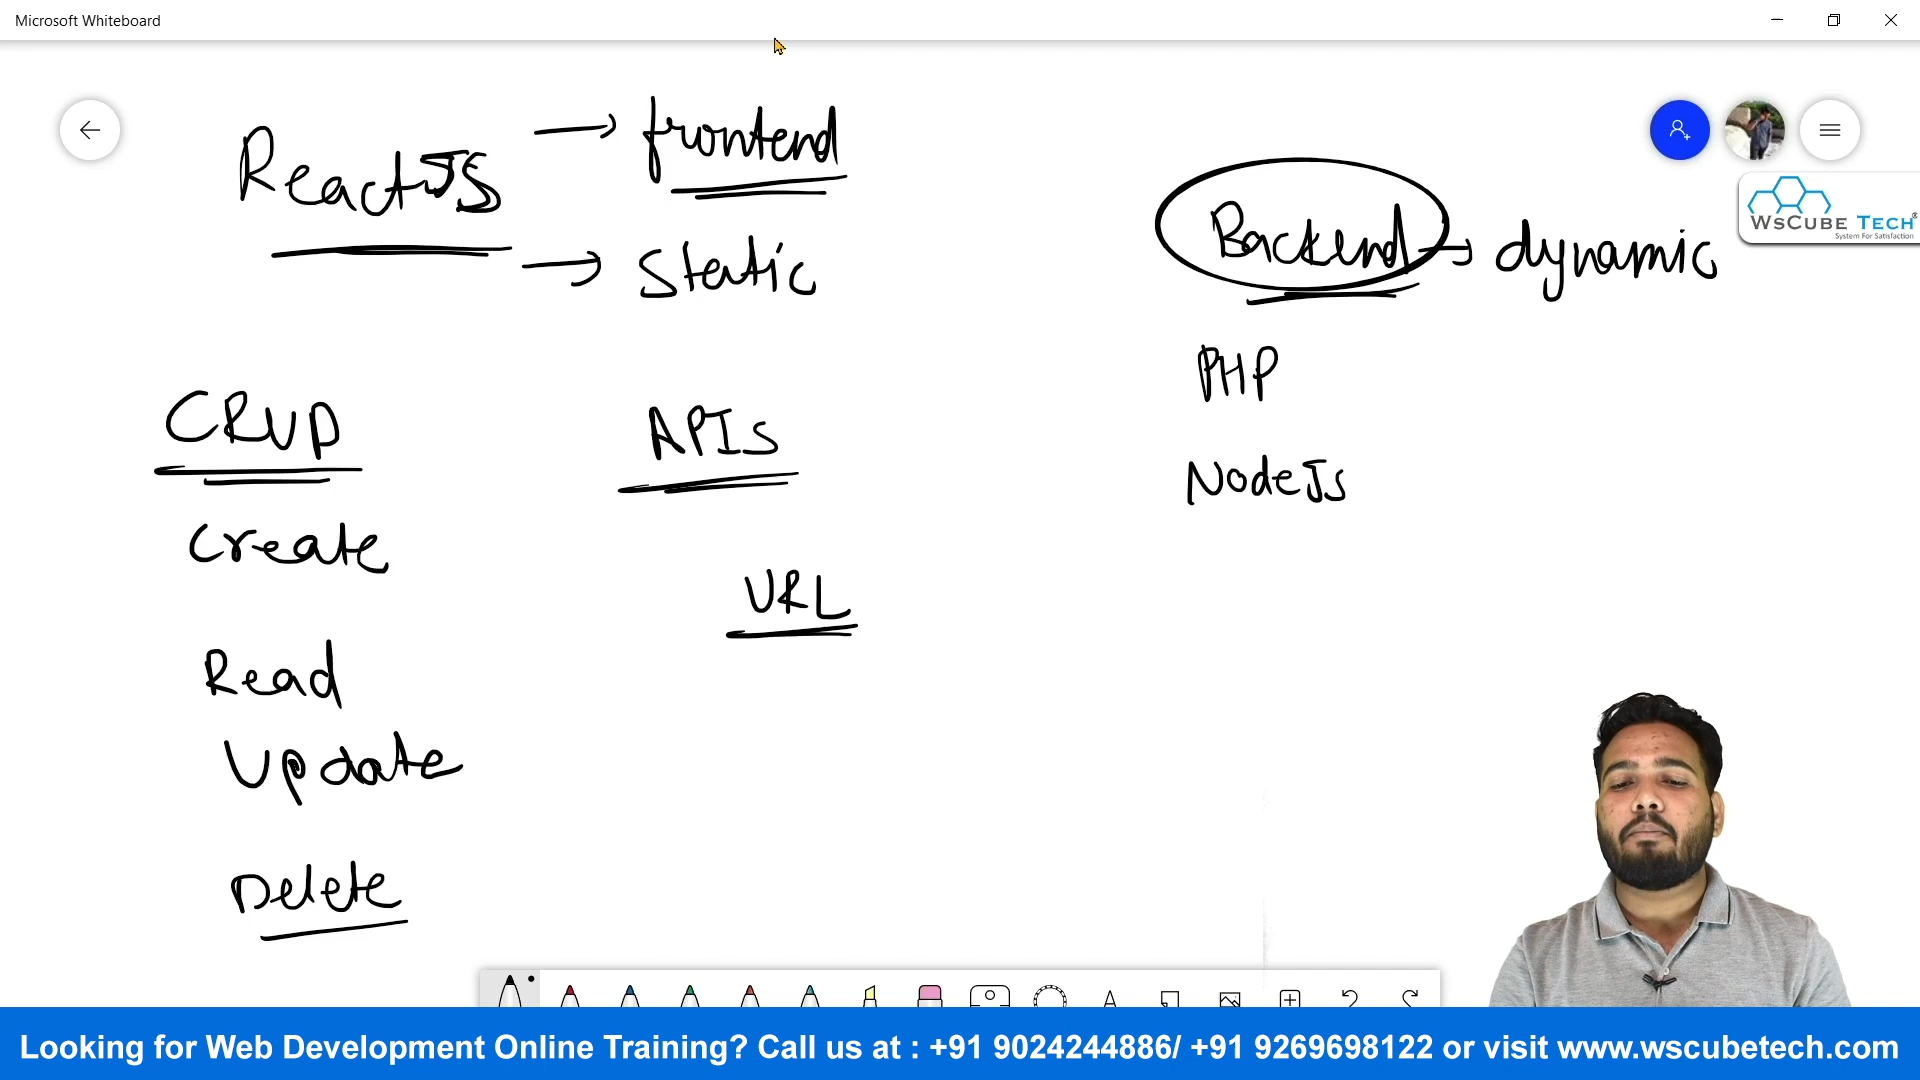 Microsoft Whiteboard
ReactJS → frontend
→ static
Backend → dynamic
WSCUBE TECH®
System For Satisfaction
PHP
NodeJs
CRUD
Create
Read
Update
Delete
APIs
URL
A
Looking for Web Development Online Training? Call us at : +91 9024244886/ +91 9269698122 or visit www.wscubetech.com